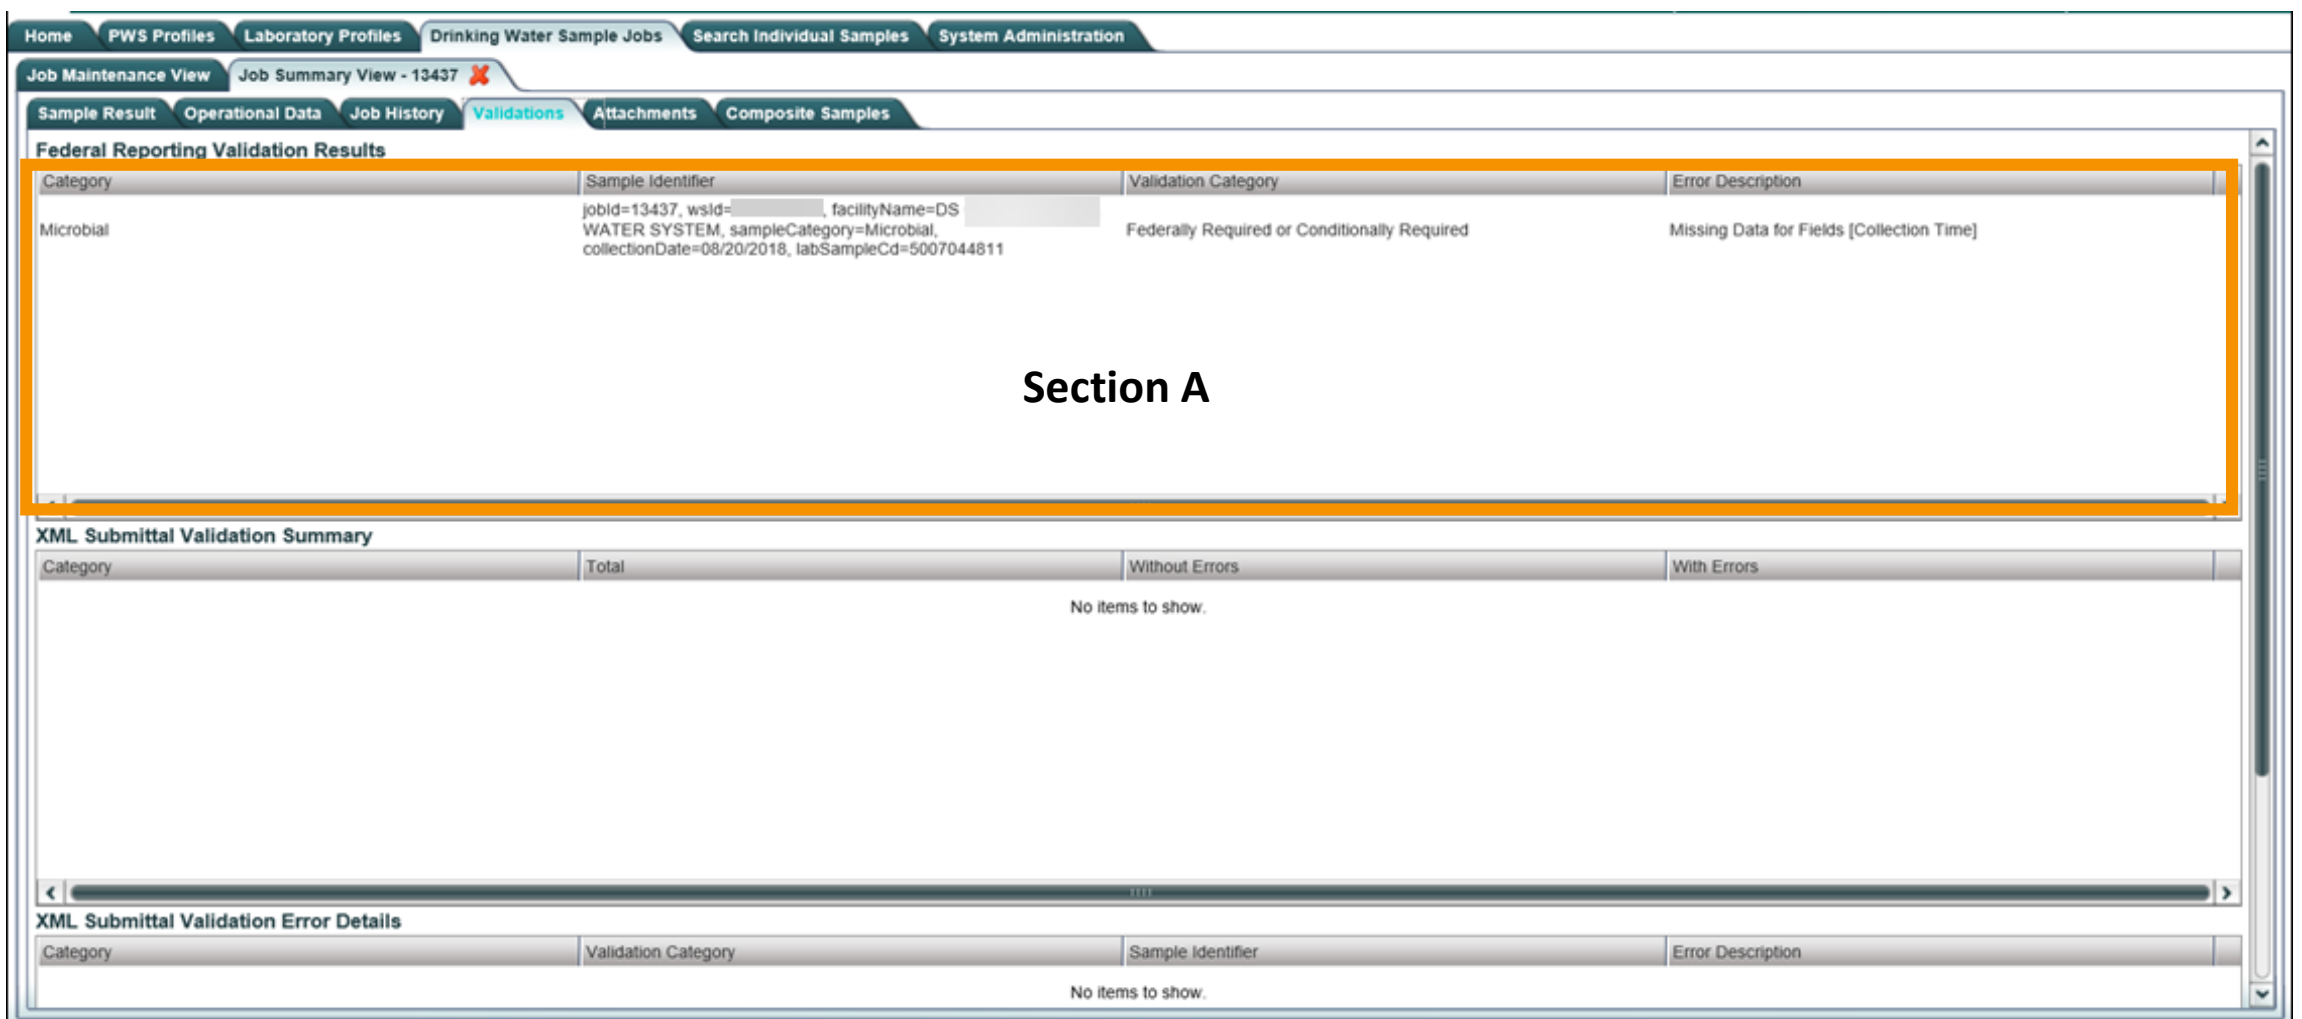 Home PWS Profiles Laboratory Profiles Drinking Water Sample Jobs Search Individual Samples System Administration
Job Maintenance View Job Summary View - 13437
Sample Result Operational Data Job History Validations Attachments Composite Samples
Federal Reporting Validation Results
Category Sample Identifier Validation Category Error Description
Microbial
jobId=13437, wsId= , facilityName=DS
WATER SYSTEM, sampleCategory=Microbial,
collectionDate=08/20/2018, labSampleCd=5007044811
Federally Required or Conditionally Required
Missing Data for Fields [Collection Time]
Section A
XML Submittal Validation Summary
Category Total Without Errors With Errors
No items to show.
XML Submittal Validation Error Details
Category Validation Category Sample Identifier Error Description
No items to show.